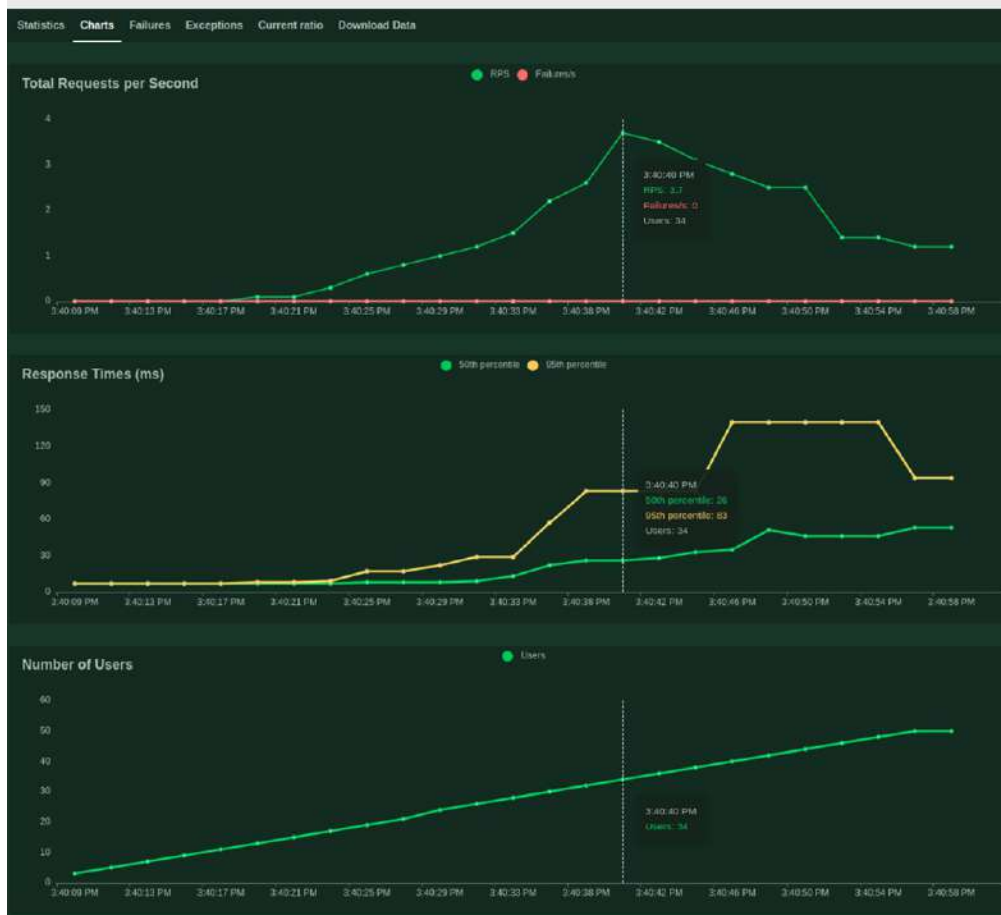 Statistics Charts Failures Exceptions Current ratio Download Data
Total Requests per Second
RPS Failures/s
4
3
2
1
0
3:40:40 PM
RPS: 3.7
Failures/s: 0
Users: 34
3:40:09 PM 3:40:13 PM 3:40:17 PM 3:40:21 PM 3:40:25 PM 3:40:29 PM 3:40:33 PM 3:40:38 PM 3:40:42 PM 3:40:46 PM 3:40:50 PM 3:40:54 PM 3:40:58 PM
Response Times (ms)
50th percentile 95th percentile
150
120
90
60
30
0
3:40:40 PM
50th percentile: 26
95th percentile: 83
Users: 34
3:40:09 PM 3:40:13 PM 3:40:17 PM 3:40:21 PM 3:40:25 PM 3:40:29 PM 3:40:33 PM 3:40:38 PM 3:40:42 PM 3:40:46 PM 3:40:50 PM 3:40:54 PM 3:40:58 PM
Number of Users
Users
60
50
40
30
20
10
0
3:40:40 PM
Users: 34
3:40:09 PM 3:40:13 PM 3:40:17 PM 3:40:21 PM 3:40:25 PM 3:40:29 PM 3:40:33 PM 3:40:38 PM 3:40:42 PM 3:40:46 PM 3:40:50 PM 3:40:54 PM 3:40:58 PM